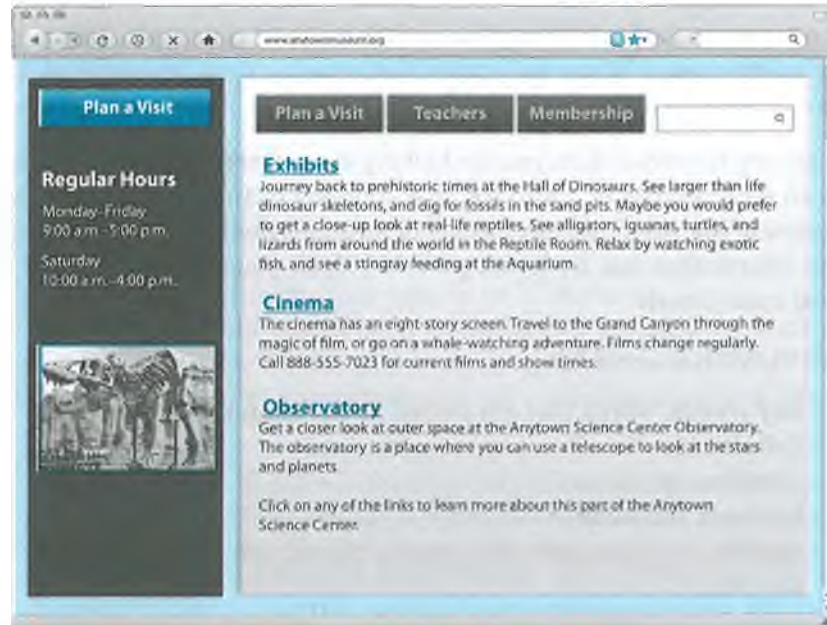 www.anytownmuseum.org
Plan a Visit
Regular Hours
Monday-Friday
9:00 a.m.-5:00 p.m.
Saturday
10:00 a.m.-4:00 p.m.
Plan a Visit Teachers Membership
Exhibits
Journey back to prehistoric times at the Hall of Dinosaurs. See larger than life
dinosaur skeletons, and dig for fossils in the sand pits. Maybe you would prefer
to get a close-up look at real-life reptiles. See alligators, iguanas, turtles, and
lizards from around the world in the Reptile Room. Relax by watching exotic
fish, and see a stingray feeding at the Aquarium.
Cinema
The cinema has an eight-story screen. Travel to the Grand Canyon through the
magic of film, or go on a whale-watching adventure. Films change regularly.
Call 888-555-7023 for current films and show times.
Observatory
Get a closer look at outer space at the Anytown Science Center Observatory.
The observatory is a place where you can use a telescope to look at the stars
and planets.
Click on any of the links to learn more about this part of the Anytown
Science Center.